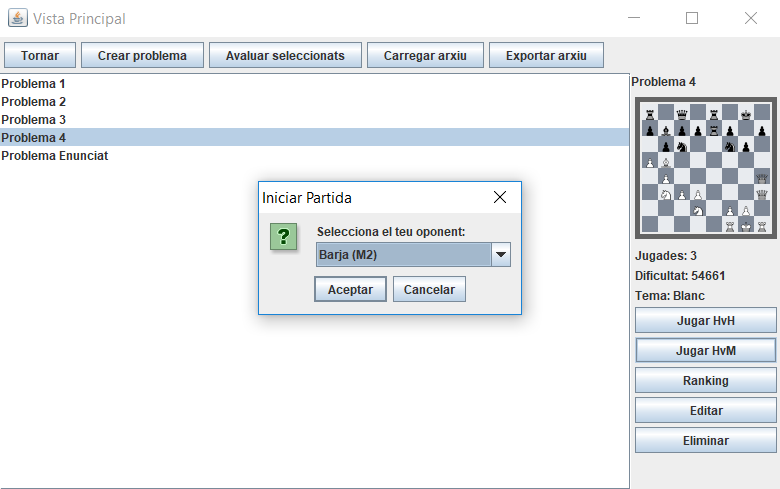 Vista Principal
Tornar Crear problema Avaluar seleccionats Carregar arxiu Exportar arxiu
Problema 1
Problema 2
Problema 3
Problema 4
Problema Enunciat
Iniciar Partida
Selecciona el teu oponent:
Barja (M2)
Aceptar Cancelar
Problema 4
Jugades: 3
Dificultat: 54661
Tema: Blanc
Jugar HvH
Jugar HvM
Ranking
Editar
Eliminar